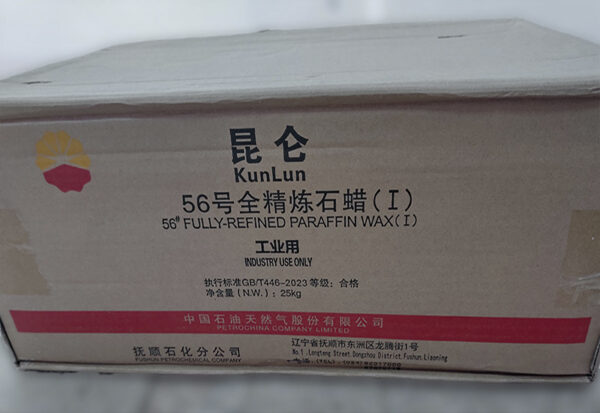 昆仑
KunLun
56号全精炼石蜡(I)
56# FULLY-REFINED PARAFFIN WAX(I)
工业用
INDUSTRY USE ONLY
执行标准GB/T446-2023 等级：合格
净含量（N.W.）：25kg
中国石油天然气股份有限公司
PETROCHINA COMPANY LIMITED
抚顺石化分公司
FUSHUN PETROCHEMICAL COMPANY
辽宁省抚顺市东洲区龙腾街1号
No.1,Longteng Street,Dongzhou District,Fushun,Liaoning